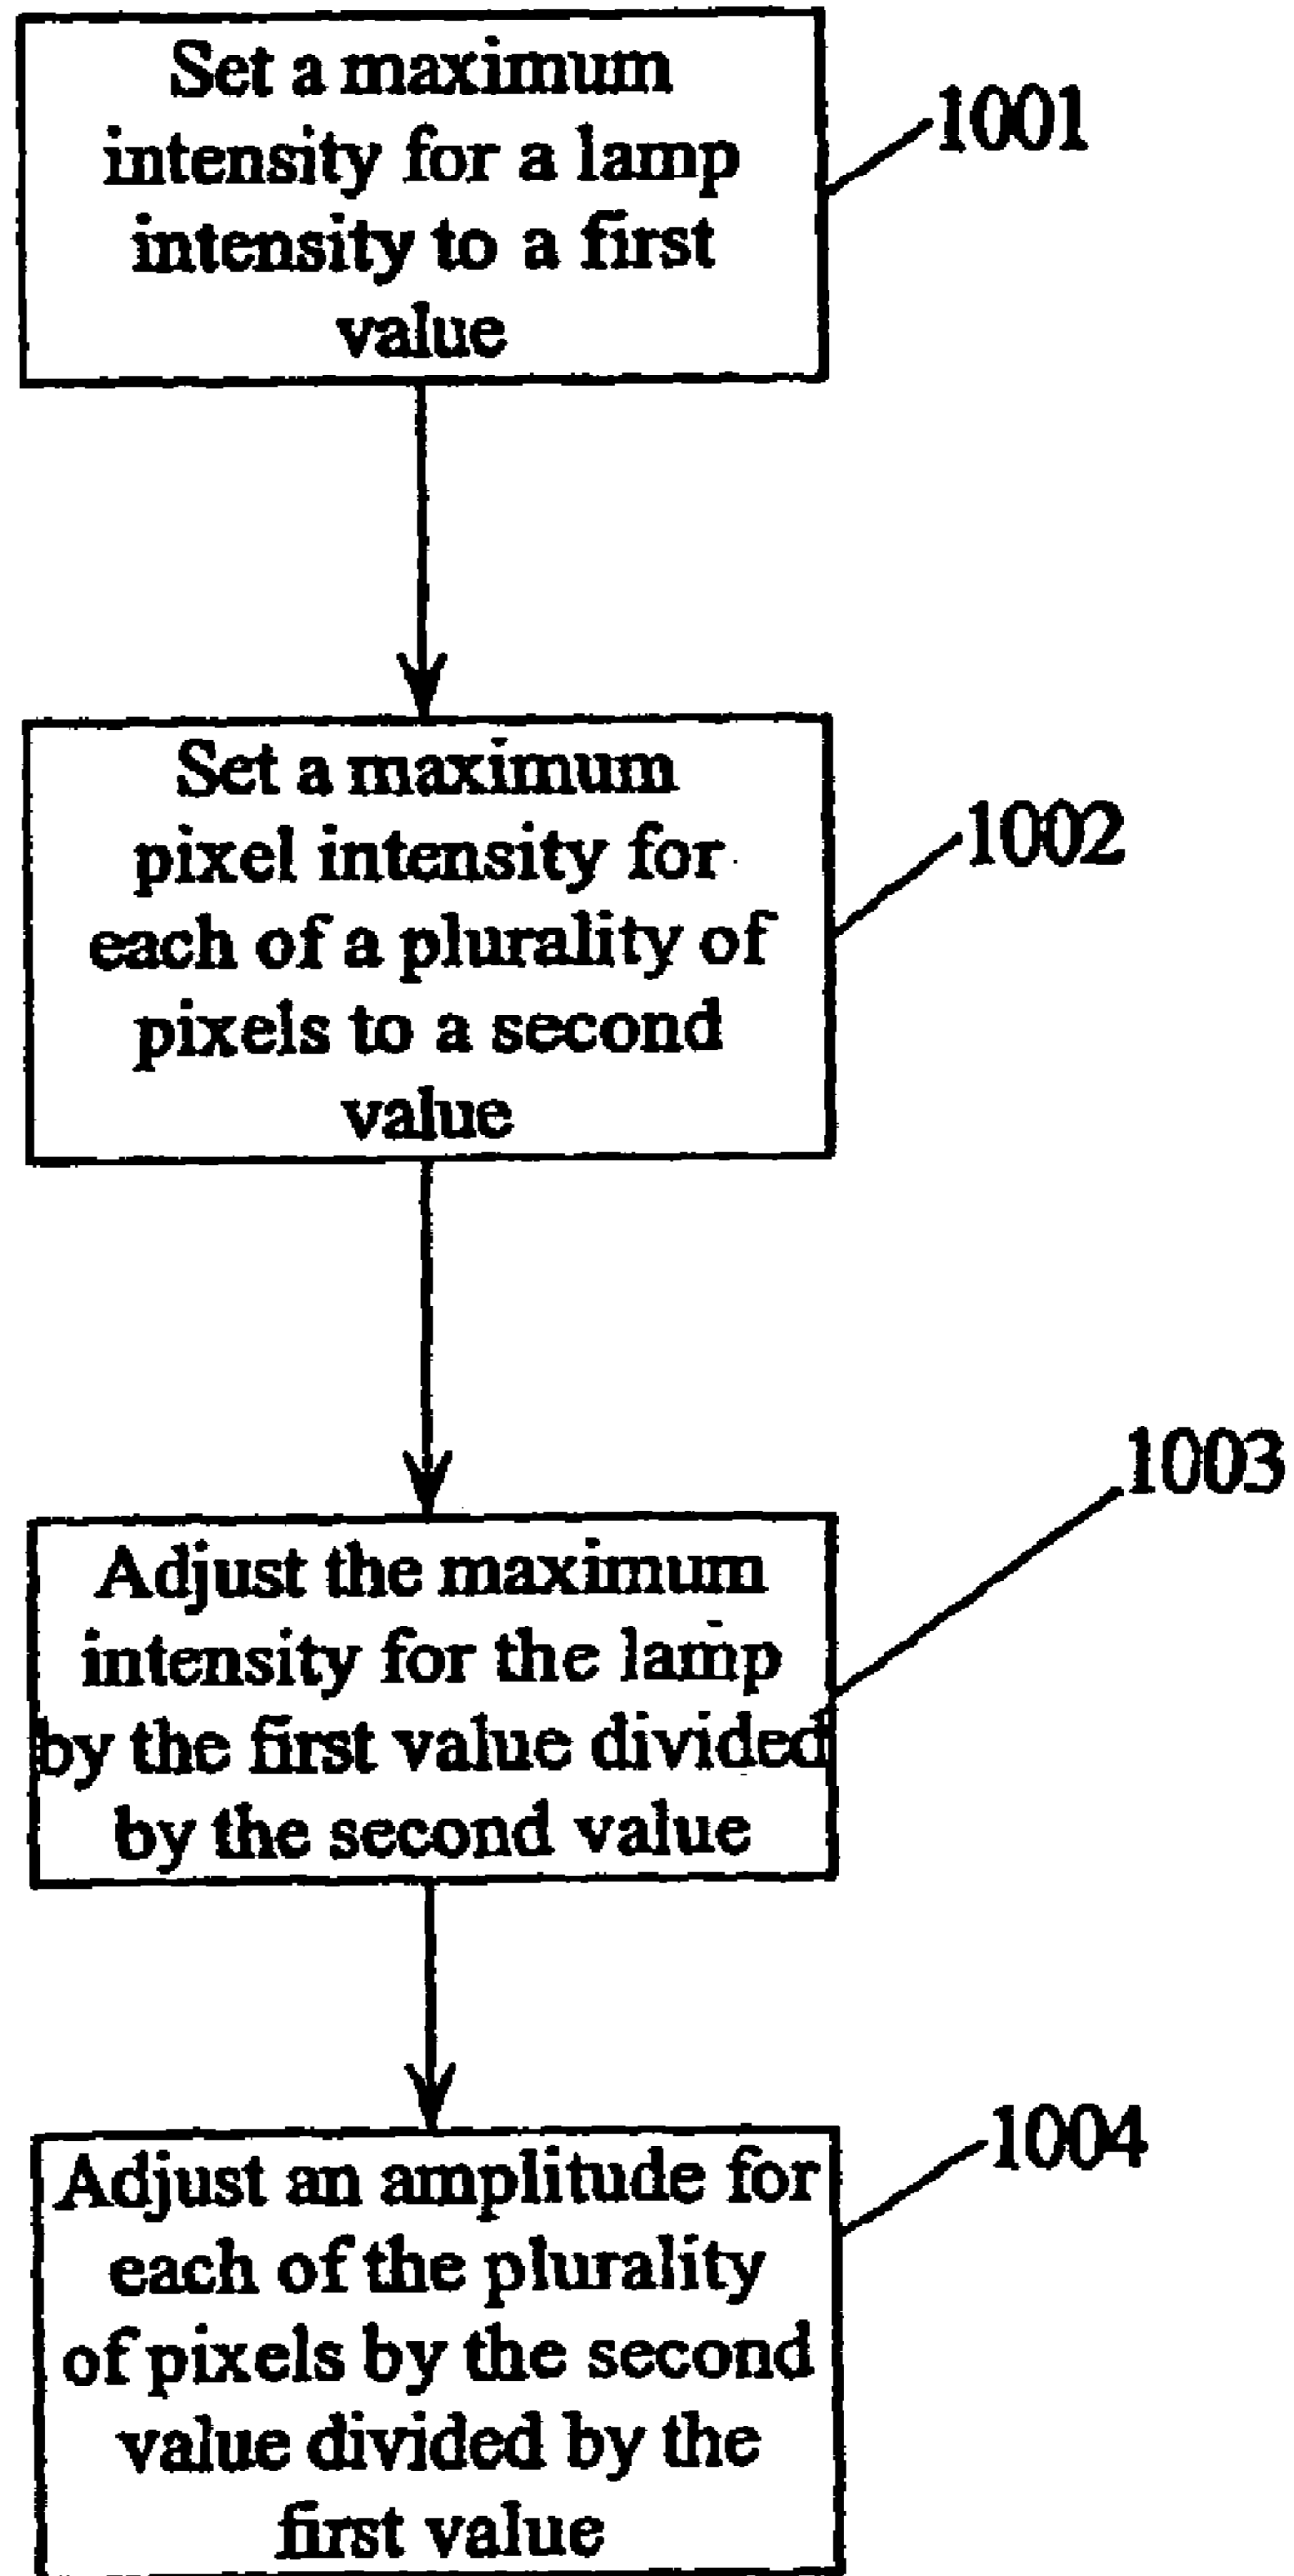 Set a maximum
intensity for a lamp
intensity to a first
value
1001
Set a maximum
pixel intensity for
each of a plurality of
pixels to a second
value
1002
Adjust the maximum
intensity for the lamp
by the first value divided
by the second value
1003
Adjust an amplitude for
each of the plurality
of pixels by the second
value divided by the
first value
1004